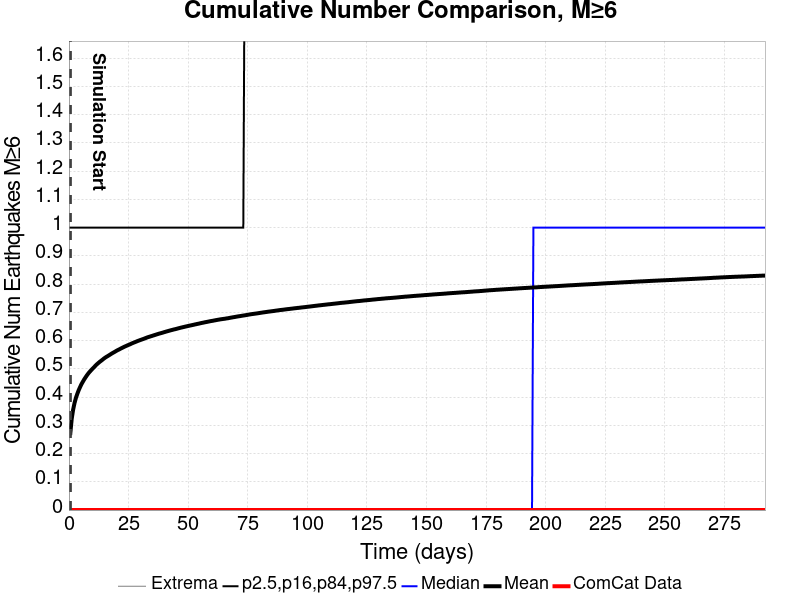 Cumulative Number Comparison, M≥6
Cumulative Num Earthquakes M≥6
1.6
1.5
1.4
1.3
1.2
1.1
1
0.9
0.8
0.7
0.6
0.5
0.4
0.3
0.2
0.1
0
Simulation Start
0 25 50 75 100 125 150 175 200 225 250 275
Time (days)
Extrema p2.5,p16,p84,p97.5 Median Mean ComCat Data